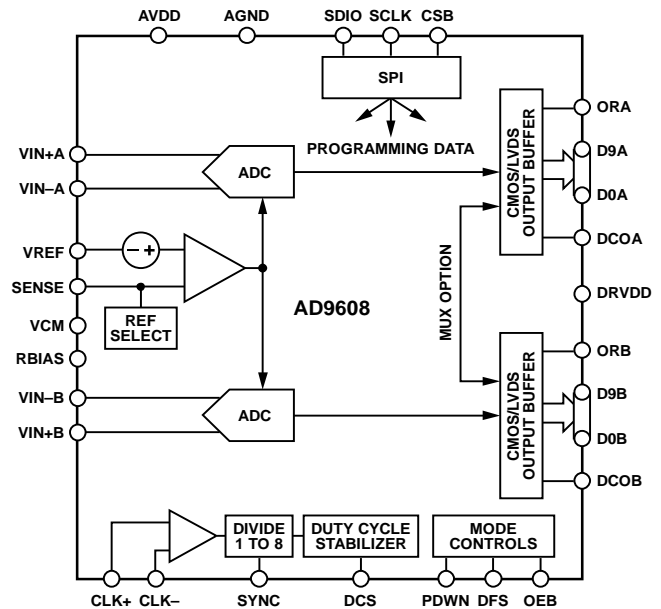 AVDD
AGND
SDIO
SCLK
CSB
SPI
PROGRAMMING DATA
VIN+A
VIN–A
ADC
CMOS/LVDS
OUTPUT BUFFER
ORA
D9A
D0A
DCOA
VREF
– +
SENSE
REF
SELECT
VCM
RBIAS
AD9608
MUX OPTION
DRVDD
VIN–B
VIN+B
ADC
CMOS/LVDS
OUTPUT BUFFER
ORB
D9B
D0B
DCOB
DIVIDE
1 TO 8
DUTY CYCLE
STABILIZER
MODE
CONTROLS
CLK+
CLK–
SYNC
DCS
PDWN
DFS
OEB